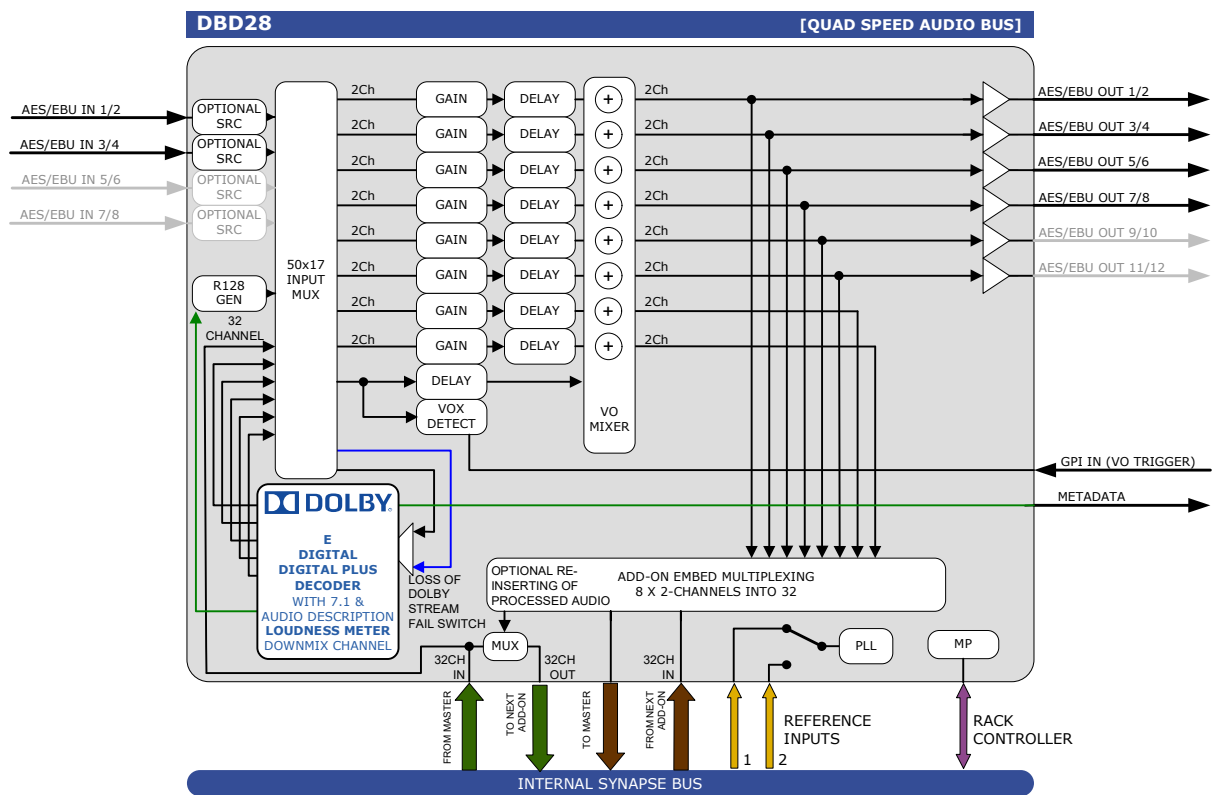 DBD28 [QUAD SPEED AUDIO BUS]
AES/EBU IN 1/2
AES/EBU IN 3/4
AES/EBU IN 5/6
AES/EBU IN 7/8
OPTIONAL
SRC
OPTIONAL
SRC
OPTIONAL
SRC
OPTIONAL
SRC
R128
GEN
32
CHANNEL
50x17
INPUT
MUX
2Ch GAIN DELAY + 2Ch
2Ch GAIN DELAY + 2Ch
2Ch GAIN DELAY + 2Ch
2Ch GAIN DELAY + 2Ch
2Ch GAIN DELAY + 2Ch
2Ch GAIN DELAY + 2Ch
2Ch GAIN DELAY + 2Ch
2Ch GAIN DELAY + 2Ch
DELAY
VOX
DETECT
VO
MIXER
AES/EBU OUT 1/2
AES/EBU OUT 3/4
AES/EBU OUT 5/6
AES/EBU OUT 7/8
AES/EBU OUT 9/10
AES/EBU OUT 11/12
GPI IN (VO TRIGGER)
METADATA
DOLBY
E
DIGITAL
DIGITAL PLUS
DECODER
WITH 7.1 &
AUDIO DESCRIPTION
LOUDNESS METER
DOWNMIX CHANNEL
LOSS OF
DOLBY
STREAM
FAIL SWITCH
OPTIONAL RE-
INSERTING OF
PROCESSED AUDIO
ADD-ON EMBED MULTIPLEXING
8 X 2-CHANNELS INTO 32
MUX
32CH
IN
32CH
OUT
32CH
IN
PLL
MP
FROM MASTER
TO NEXT
ADD-ON
TO MASTER
FROM NEXT
ADD-ON
1
2
REFERENCE
INPUTS
RACK
CONTROLLER
INTERNAL SYNAPSE BUS